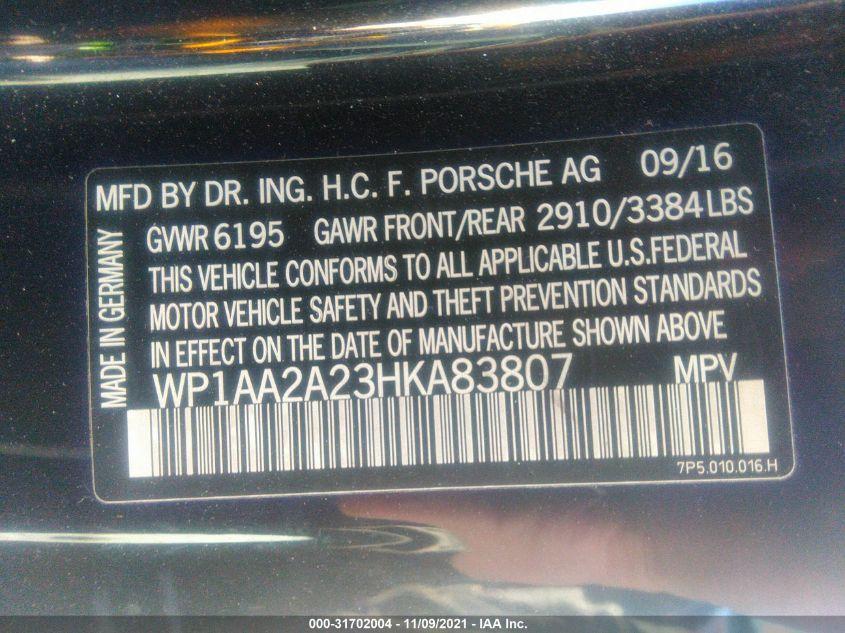 MFD BY DR. ING. H.C. F. PORSCHE AG 09/16
GVWR 6195 GAWR FRONT/REAR 2910/3384 LBS
THIS VEHICLE CONFORMS TO ALL APPLICABLE U.S.FEDERAL
MOTOR VEHICLE SAFETY AND THEFT PREVENTION STANDARDS
IN EFFECT ON THE DATE OF MANUFACTURE SHOWN ABOVE
WP1AA2A23HKA83807 MPV
7P5.010.016.H
MADE IN GERMANY
000-31702004 - 11/09/2021 - IAA Inc.